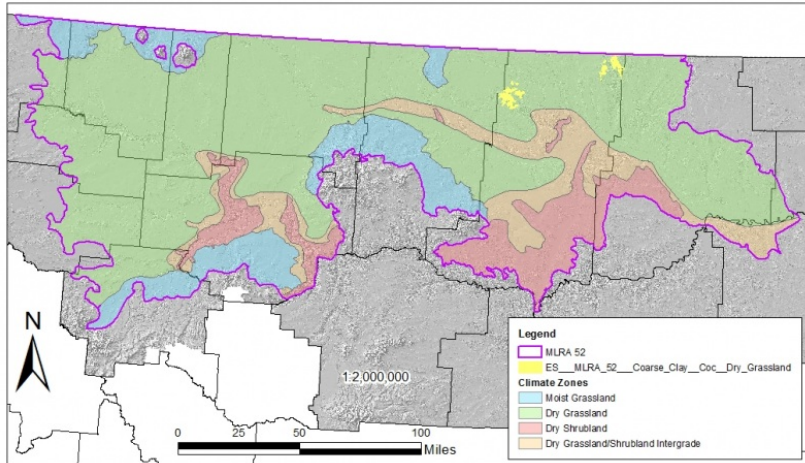 1:2,000,000
N
0 25 50 100
Miles
Legend
MLRA 52
ES___MLRA_52___Coarse_Clay__Coc__Dry_Grassland
Climate Zones
Moist Grassland
Dry Grassland
Dry Shrubland
Dry Grassland/Shrubland Intergrade